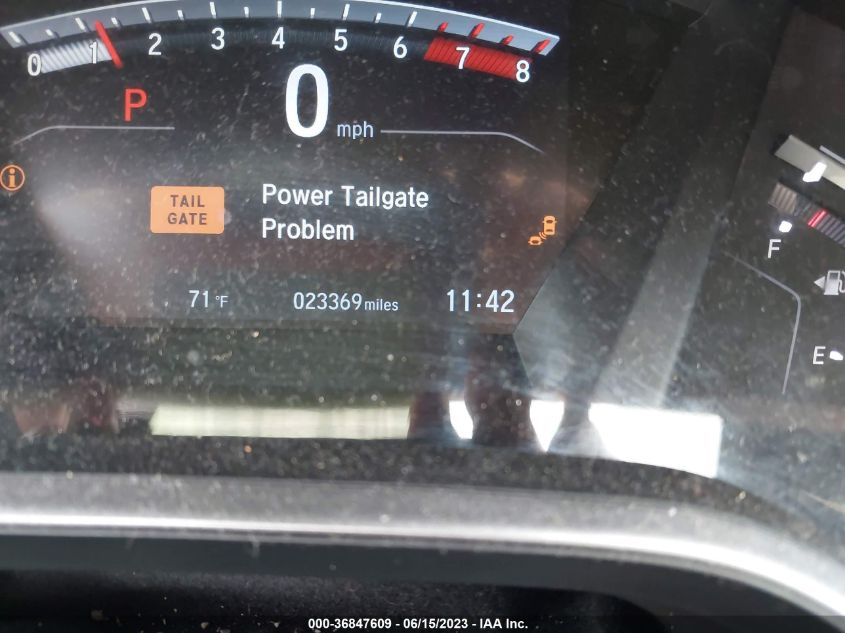 0 1 2 3 4 5 6 7 8
P
0 mph
TAIL
GATE
Power Tailgate
Problem
F
71 °F 023369 miles 11:42
E
000-36847609 - 06/15/2023 - IAA Inc.